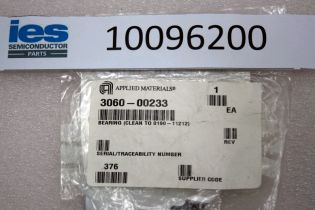 ies
SEMICONDUCTOR
PARTS
10096200
APPLIED MATERIALS®
3060-00233
1
EA
BEARING (CLEAN TO 0190-11212)
REV
SERIAL/TRACEABILITY NUMBER
376
SUPPLIER CODE